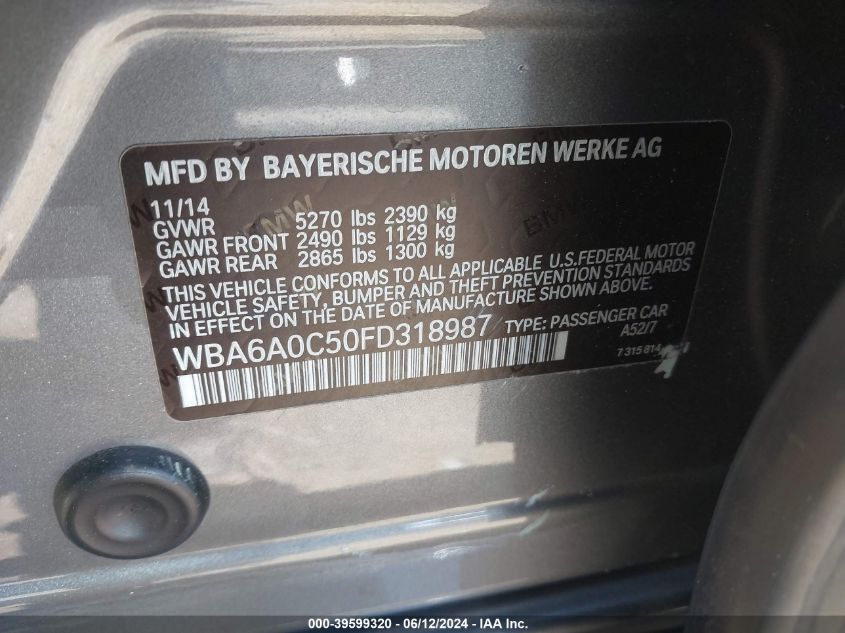 MFD BY BAYERISCHE MOTOREN WERKE AG
11/14
GVWR 5270 lbs 2390 kg
GAWR FRONT 2490 lbs 1129 kg
GAWR REAR 2865 lbs 1300 kg
THIS VEHICLE CONFORMS TO ALL APPLICABLE U.S.FEDERAL MOTOR
VEHICLE SAFETY, BUMPER AND THEFT PREVENTION STANDARDS
IN EFFECT ON THE DATE OF MANUFACTURE SHOWN ABOVE.
WBA6A0C50FD318987 TYPE: PASSENGER CAR
A52/7
7 315 814
000-39599320 - 06/12/2024 - IAA Inc.